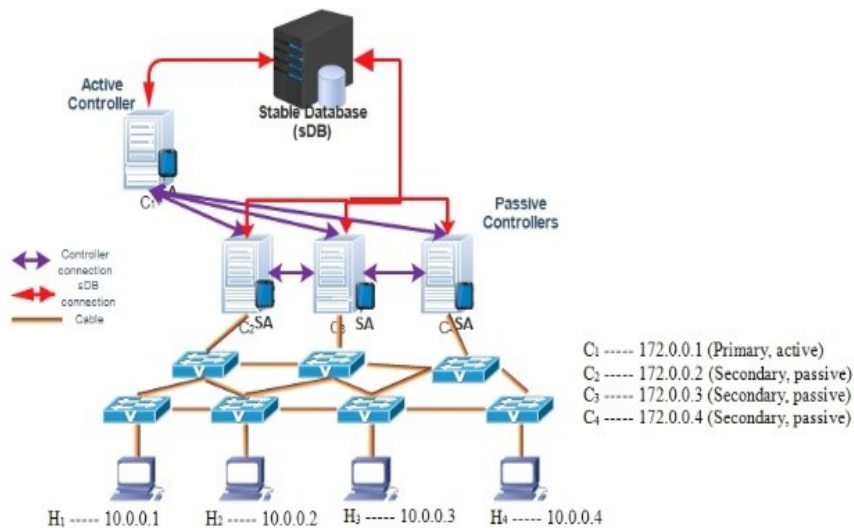 Active
Controller
Stable Database
(sDB)
C1
Passive
Controllers
Controller
connection
sDB
connection
Cable
C2 SA
C3 SA
SA
V
V
V
V
V
V
V
C1 ----- 172.0.0.1 (Primary, active)
C2 ----- 172.0.0.2 (Secondary, passive)
C3 ----- 172.0.0.3 (Secondary, passive)
C4 ----- 172.0.0.4 (Secondary, passive)
H1 ----- 10.0.0.1
H2 ----- 10.0.0.2
H3 ----- 10.0.0.3
H4 ----- 10.0.0.4